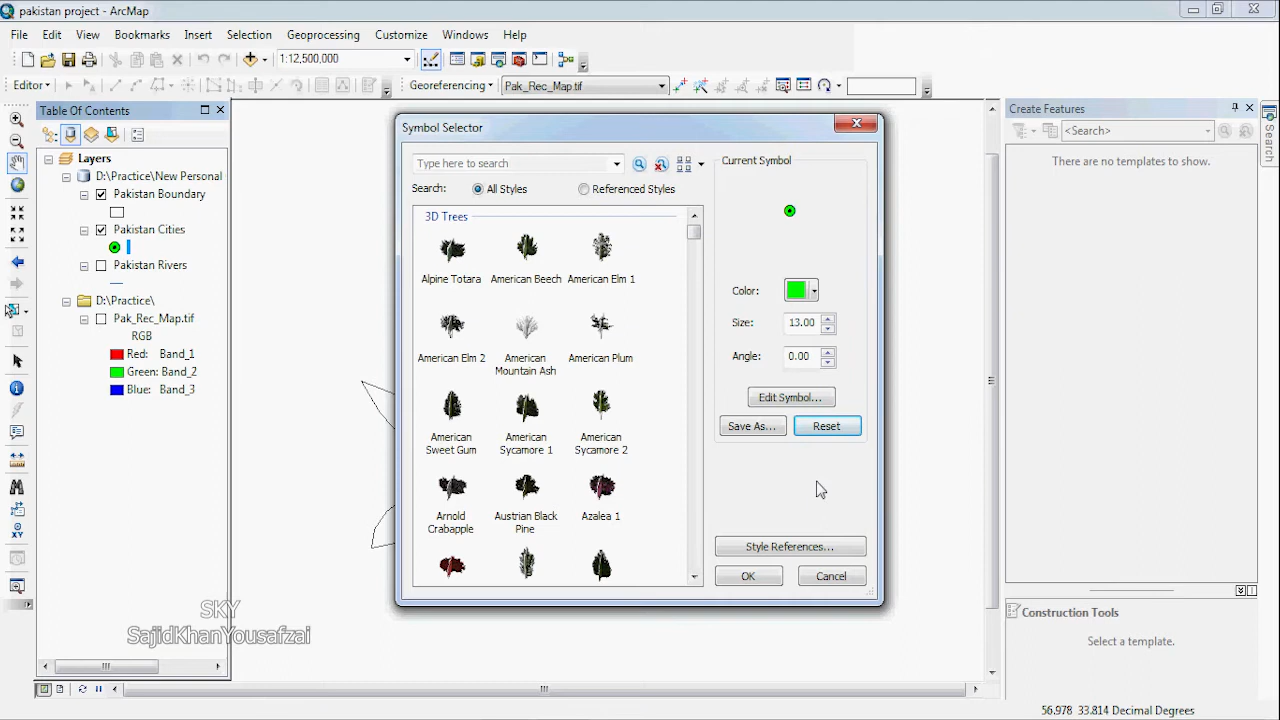 pakistan project - ArcMap
File Edit View Bookmarks Insert Selection Geoprocessing Customize Windows Help
1:12,500,000
Editor Georeferencing Pak_Rec_Map.tif
Table Of Contents
Layers
D:\Practice\New Personal
Pakistan Boundary
Pakistan Cities
Pakistan Rivers
D:\Practice\
Pak_Rec_Map.tif
RGB
Red: Band_1
Green: Band_2
Blue: Band_3
Symbol Selector
Type here to search
Search: All Styles Referenced Styles
3D Trees
Alpine Totara American Beech American Elm 1
American Elm 2 American Mountain Ash American Plum
American Sweet Gum American Sycamore 1 American Sycamore 2
Arnold Crabapple Austrian Black Pine Azalea 1
Current Symbol
Color:
Size: 13.00
Angle: 0.00
Edit Symbol...
Save As... Reset
Style References...
OK Cancel
Create Features
<Search>
There are no templates to show.
Search
Construction Tools
Select a template.
SKY
SajidKhanYousafzai
56.978 33.814 Decimal Degrees